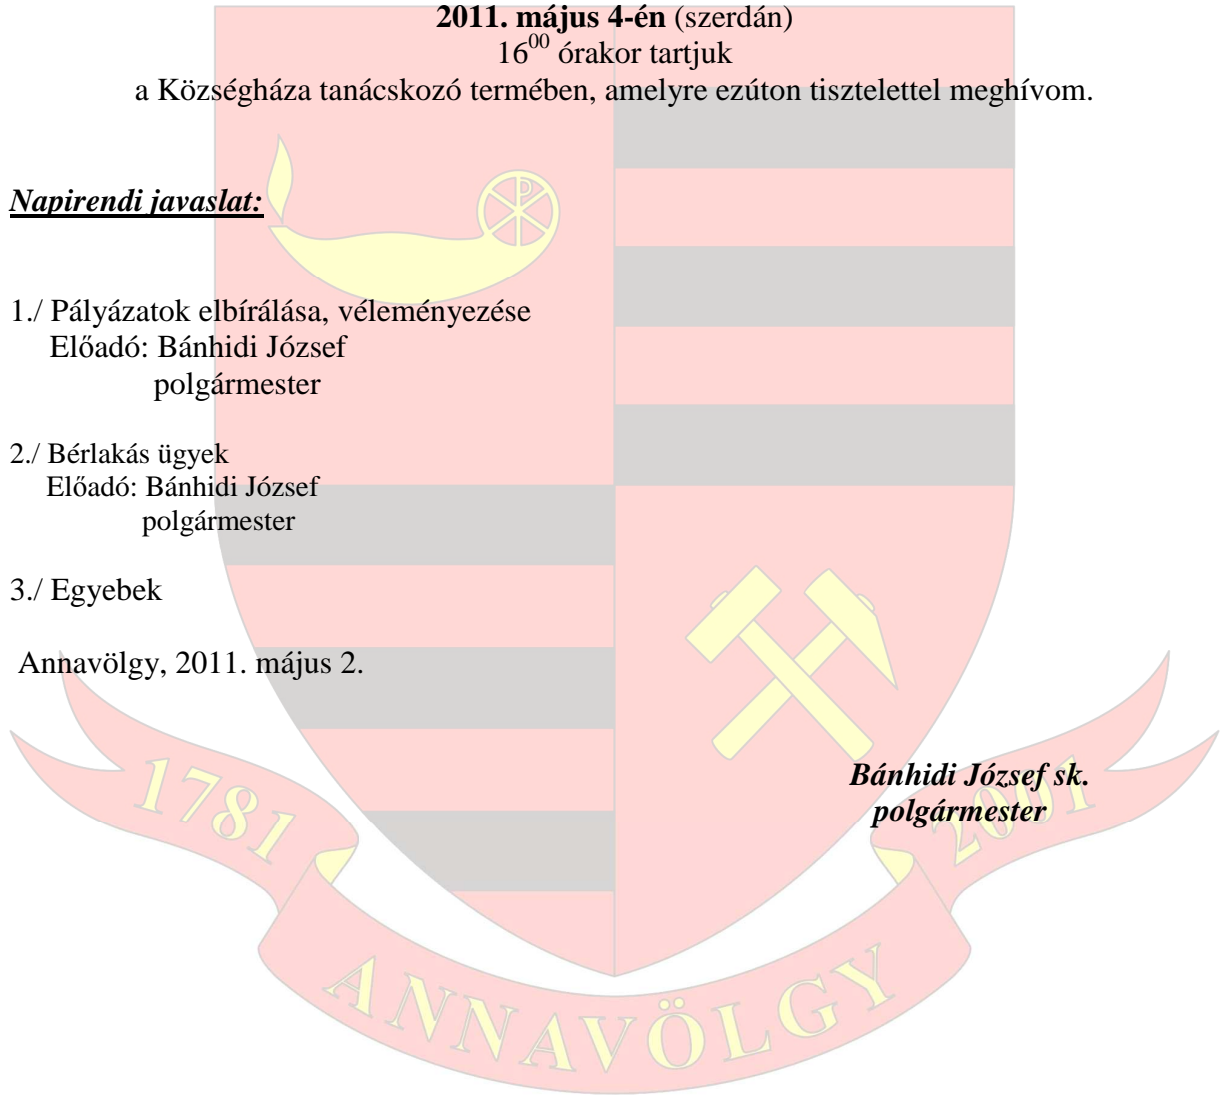 2011. május 4-én (szerdán)
16⁰⁰ órakor tartjuk
a Községháza tanácskozó termében, amelyre ezúton tisztelettel meghívom.
Napirendi javaslat:
1./ Pályázatok elbírálása, véleményezése
Előadó: Bánhidi József
polgármester
2./ Bérlakás ügyek
Előadó: Bánhidi József
polgármester
3./ Egyebek
Annavölgy, 2011. május 2.
Bánhidi József sk.
polgármester
1781
2001
ANNAVÖLGY